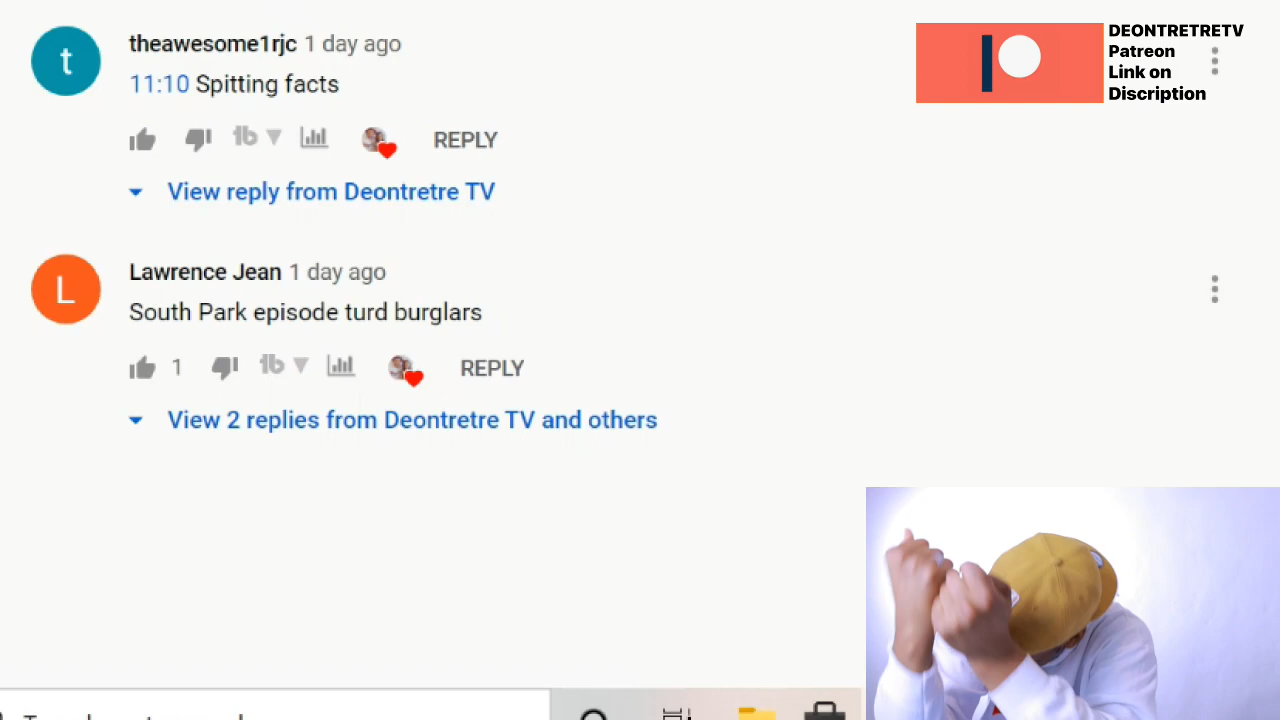 theawesome1rjc 1 day ago
11:10 Spitting facts
REPLY
View reply from Deontretre TV
Lawrence Jean 1 day ago
South Park episode turd burglars
1 REPLY
View 2 replies from Deontretre TV and others
DEONTRETRETV
Patreon
Link on
Discription
t
L
tb
tb